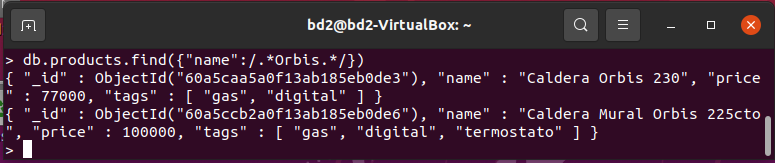 bd2@bd2-VirtualBox: ~
> db.products.find({"name":/.*Orbis.*/})
{ "_id" : ObjectId("60a5caa5a0f13ab185eb0de3"), "name" : "Caldera Orbis 230", "price
" : 77000, "tags" : [ "gas", "digital" ] }
{ "_id" : ObjectId("60a5ccb2a0f13ab185eb0de6"), "name" : "Caldera Mural Orbis 225cto
", "price" : 100000, "tags" : [ "gas", "digital", "termostato" ] }
>